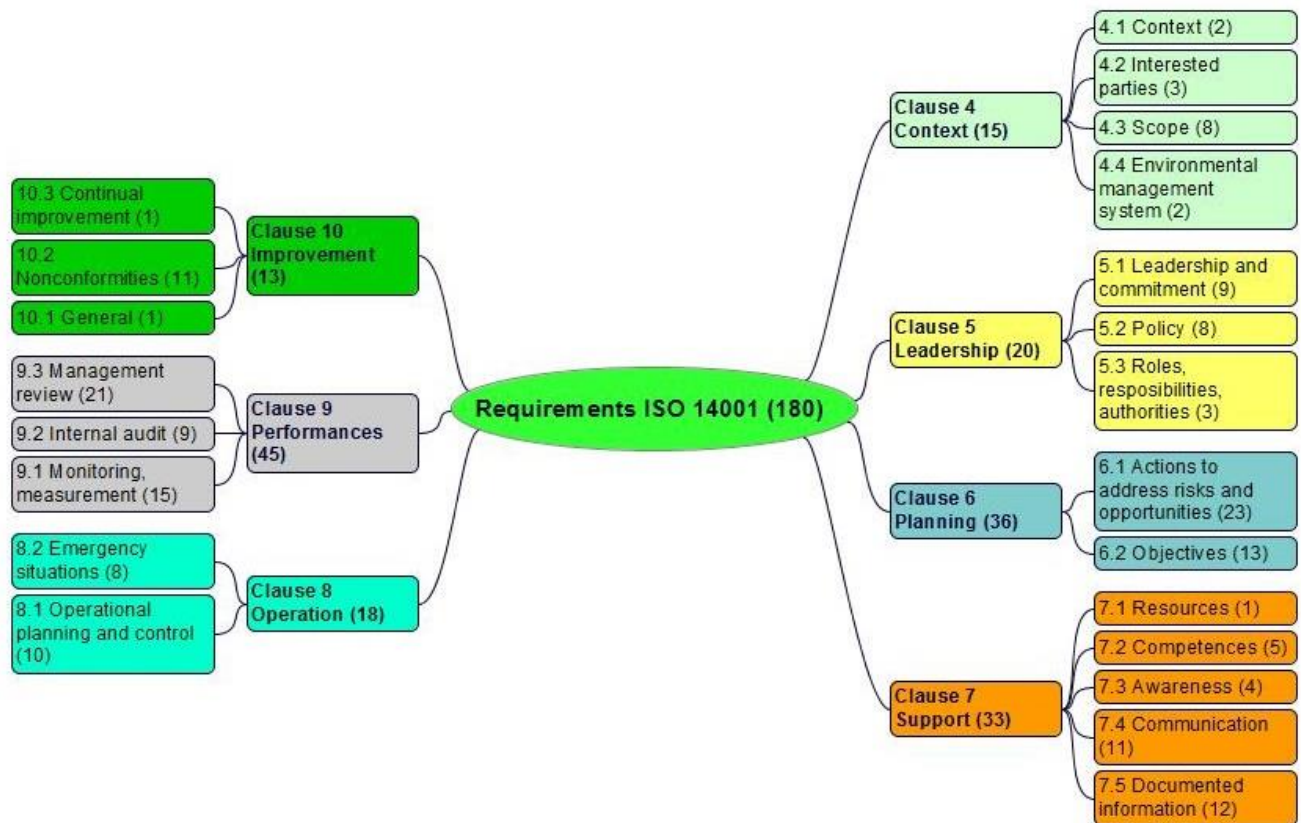 Requirements ISO 14001 (180)
Clause 4
Context (15)
4.1 Context (2)
4.2 Interested
parties (3)
4.3 Scope (8)
4.4 Environmental
management
system (2)
Clause 5
Leadership (20)
5.1 Leadership and
commitment (9)
5.2 Policy (8)
5.3 Roles,
resposibilities,
authorities (3)
Clause 6
Planning (36)
6.1 Actions to
address risks and
opportunities (23)
6.2 Objectives (13)
Clause 7
Support (33)
7.1 Resources (1)
7.2 Competences (5)
7.3 Awareness (4)
7.4 Communication
(11)
7.5 Documented
information (12)
Clause 8
Operation (18)
8.2 Emergency
situations (8)
8.1 Operational
planning and control
(10)
Clause 9
Performances
(45)
9.3 Management
review (21)
9.2 Internal audit (9)
9.1 Monitoring,
measurement (15)
Clause 10
Improvement
(13)
10.3 Continual
improvement (1)
10.2
Nonconformities (11)
10.1 General (1)